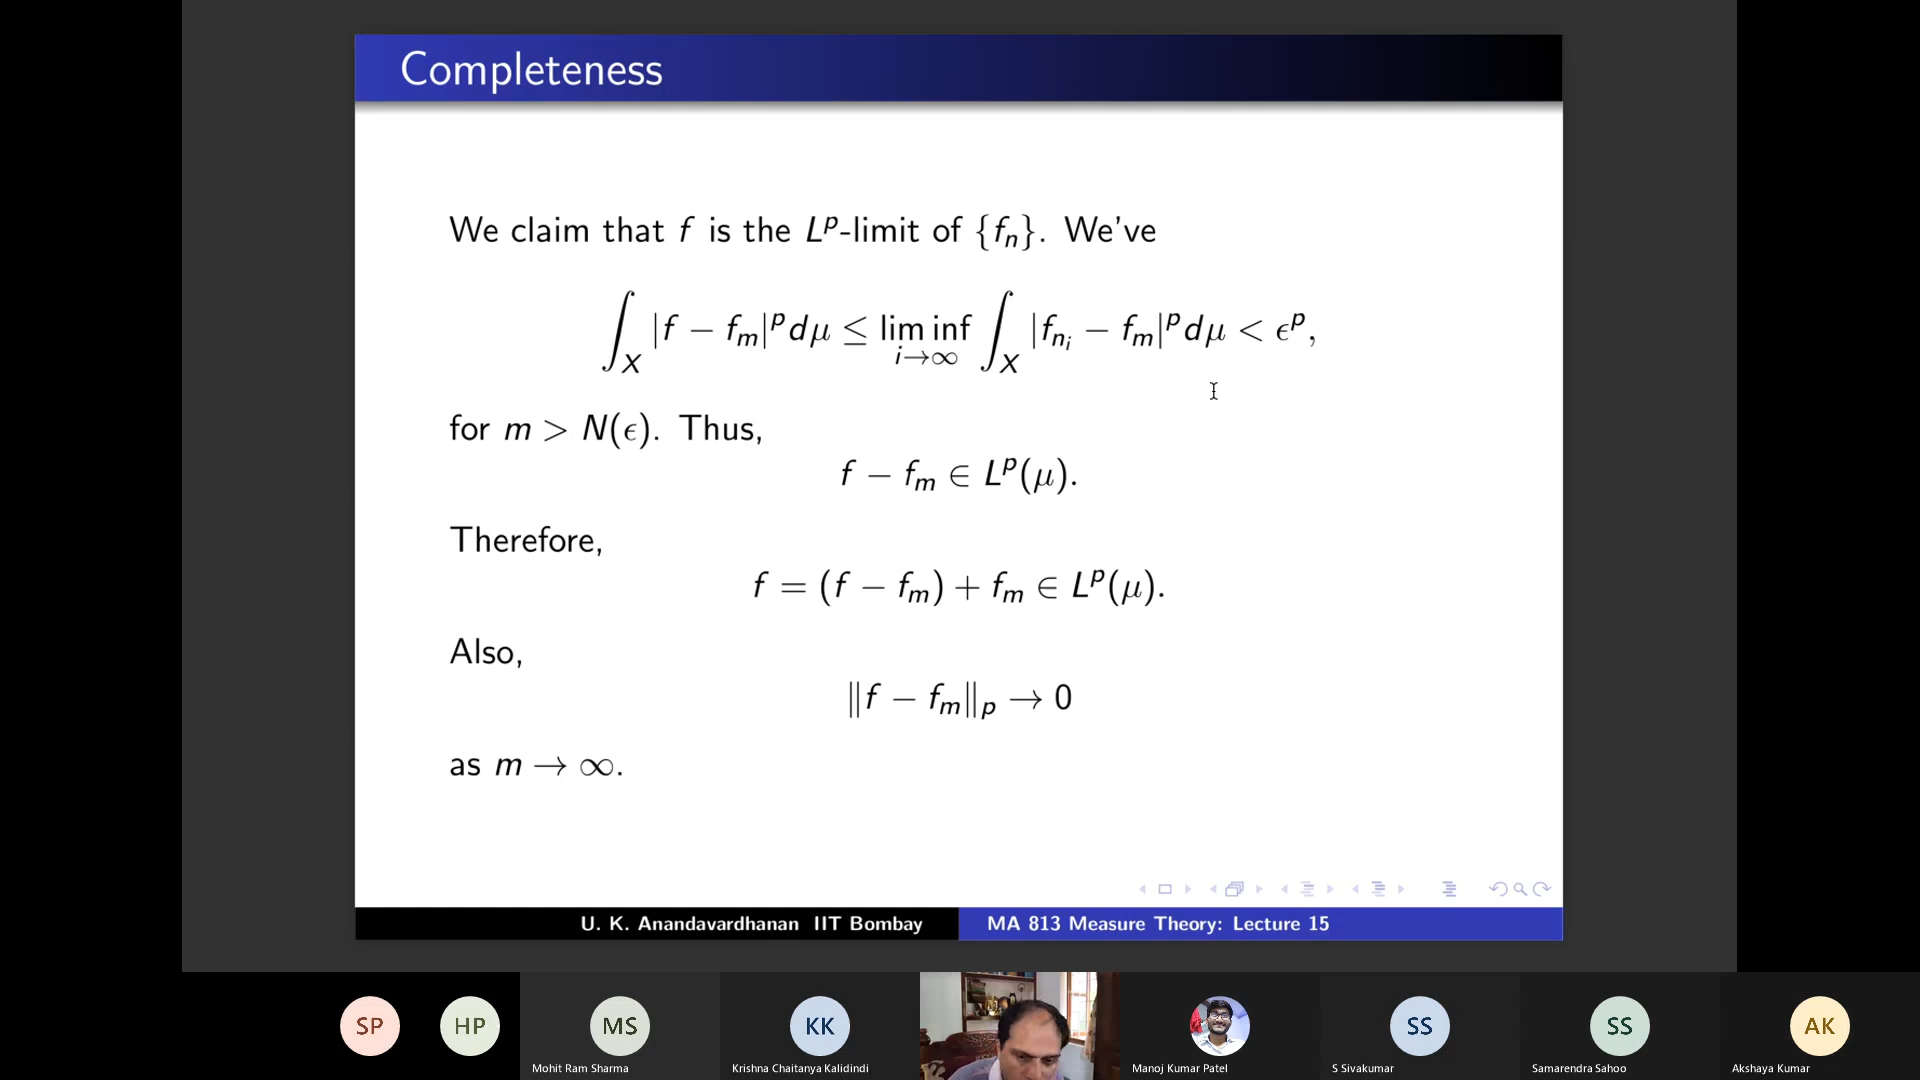 Completeness
We claim that f is the L^p-limit of {f_n}. We've
∫_X |f − f_m|^p dμ ≤ lim inf_{i→∞} ∫_X |f_{n_i} − f_m|^p dμ < ϵ^p,
for m > N(ϵ). Thus,
f − f_m ∈ L^p(μ).
Therefore,
f = (f − f_m) + f_m ∈ L^p(μ).
Also,
‖f − f_m‖_p → 0
as m → ∞.
U. K. Anandavardhanan IIT Bombay
MA 813 Measure Theory: Lecture 15
SP
HP
MS
KK
SS
SS
AK
Mohit Ram Sharma
Krishna Chaitanya Kalidindi
Manoj Kumar Patel
S Sivakumar
Samarendra Sahoo
Akshaya Kumar